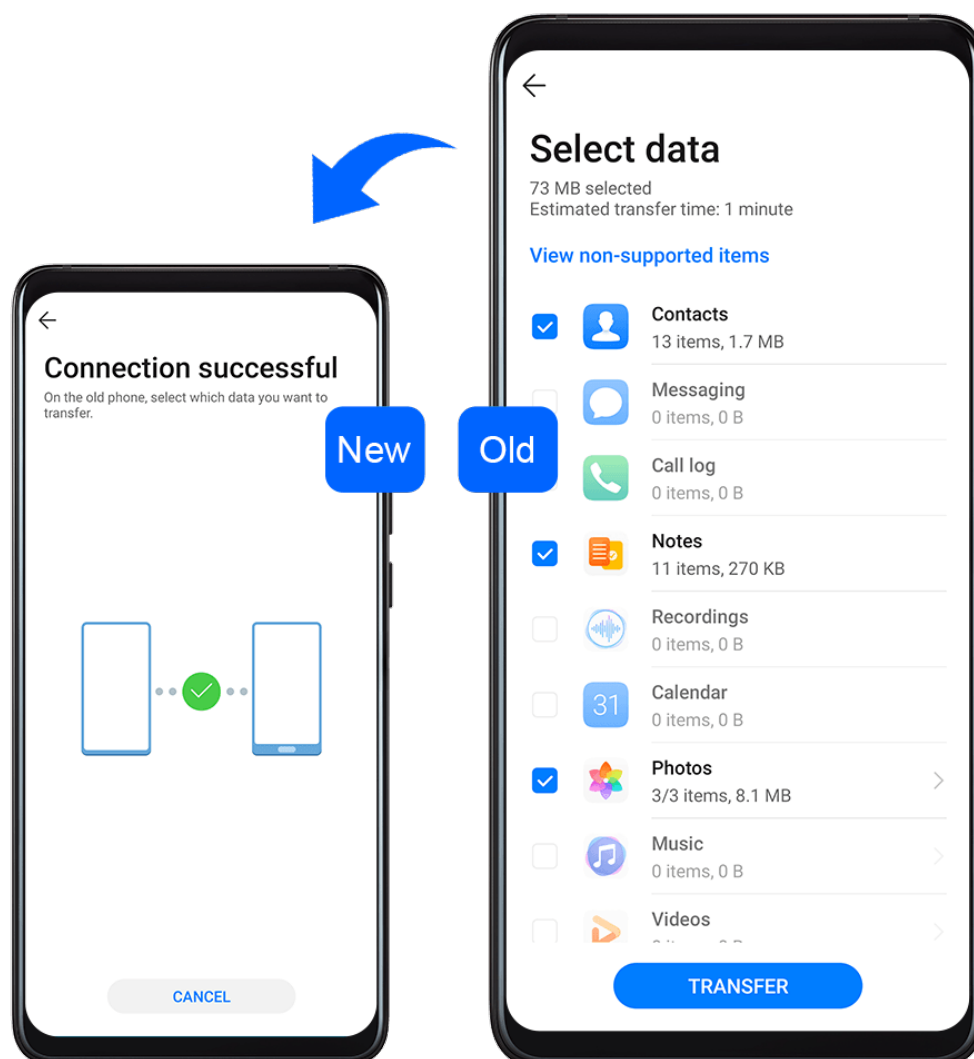 Connection successful
On the old phone, select which data you want to
transfer.
New
CANCEL
Old
Select data
73 MB selected
Estimated transfer time: 1 minute
View non-supported items
Contacts
13 items, 1.7 MB
Messaging
0 items, 0 B
Call log
0 items, 0 B
Notes
11 items, 270 KB
Recordings
0 items, 0 B
31
Calendar
0 items, 0 B
Photos
3/3 items, 8.1 MB
Music
0 items, 0 B
Videos
TRANSFER